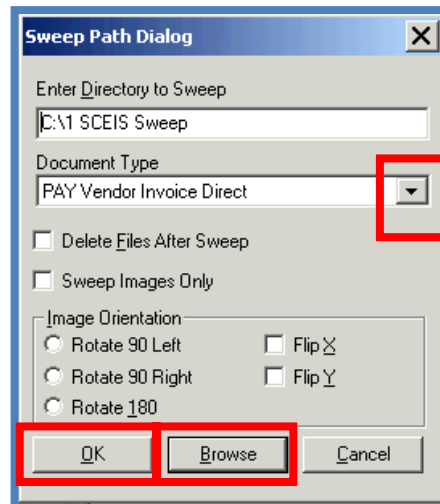 Sweep Path Dialog
Enter Directory to Sweep
C:\1 SCEIS Sweep
Document Type
PAY Vendor Invoice Direct
Delete Files After Sweep
Sweep Images Only
Image Orientation
Rotate 90 Left Flip X
Rotate 90 Right Flip Y
Rotate 180
OK Browse Cancel